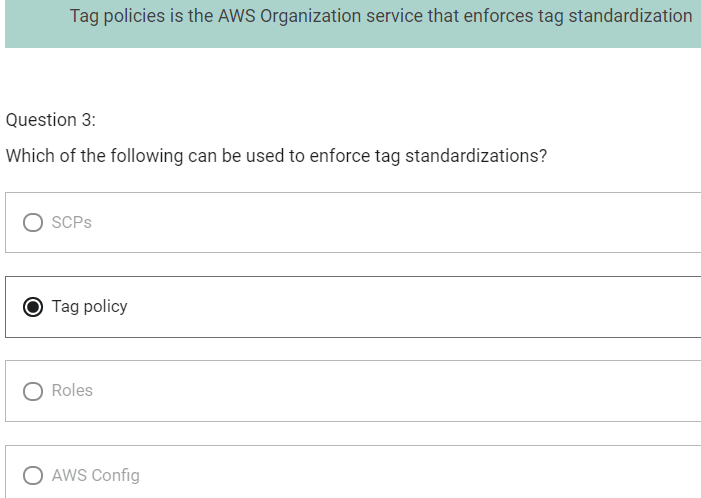 Tag policies is the AWS Organization service that enforces tag standardization
Question 3:
Which of the following can be used to enforce tag standardizations?
SCPs
Tag policy
Roles
AWS Config